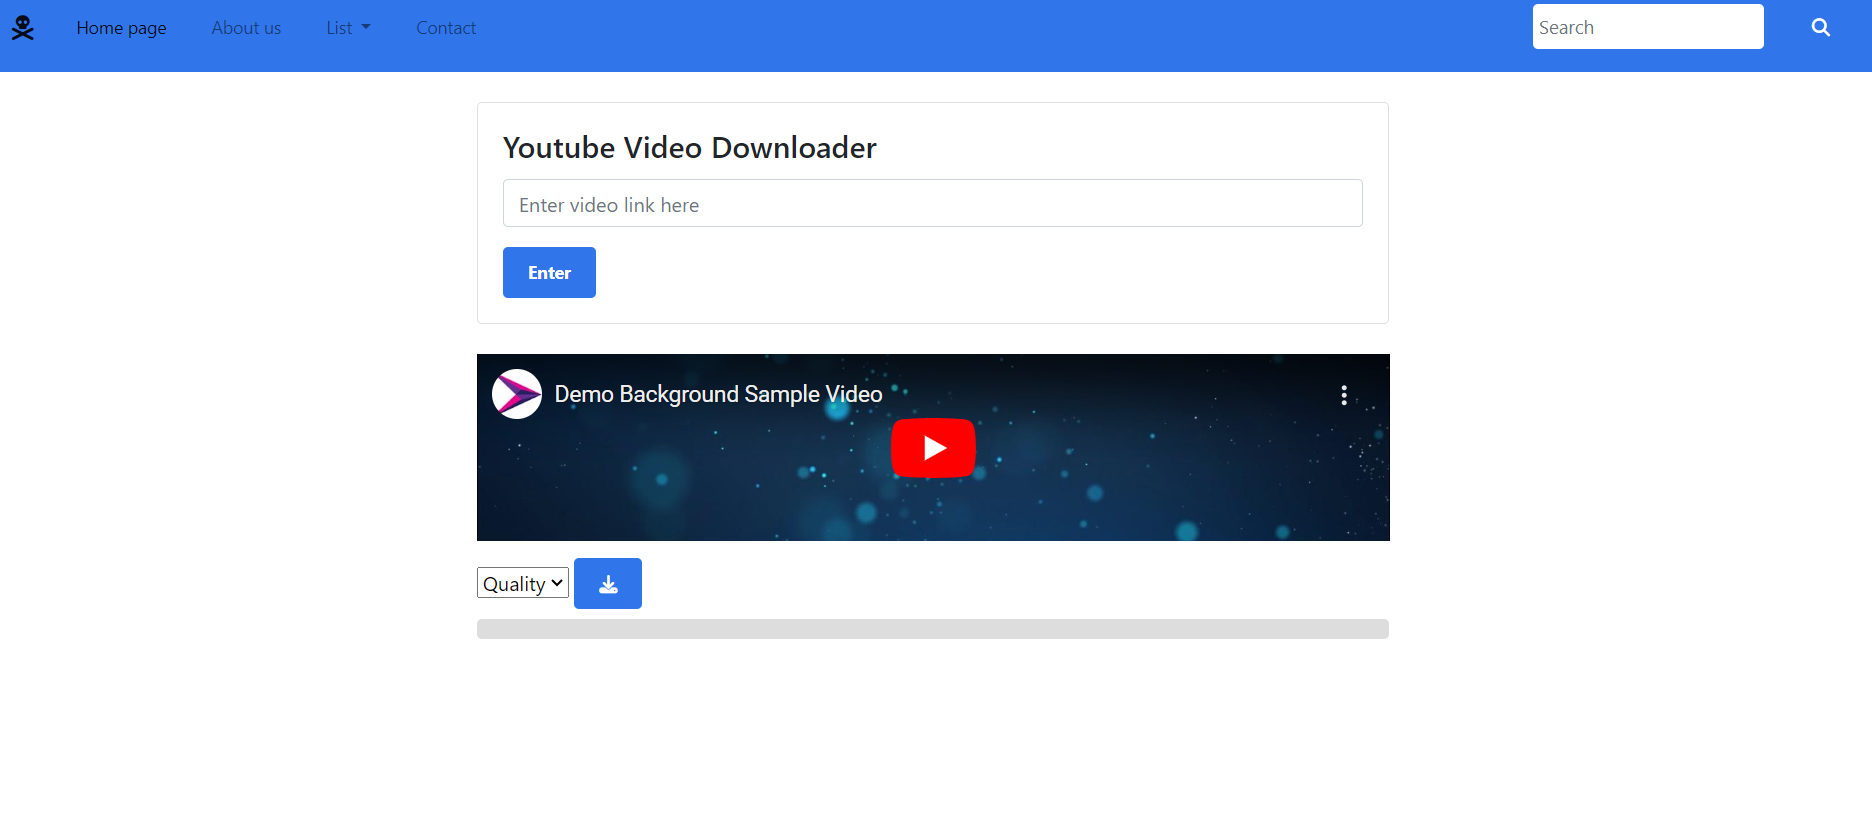 Home page About us List Contact Search
Youtube Video Downloader
Enter video link here
Enter
Demo Background Sample Video
Quality